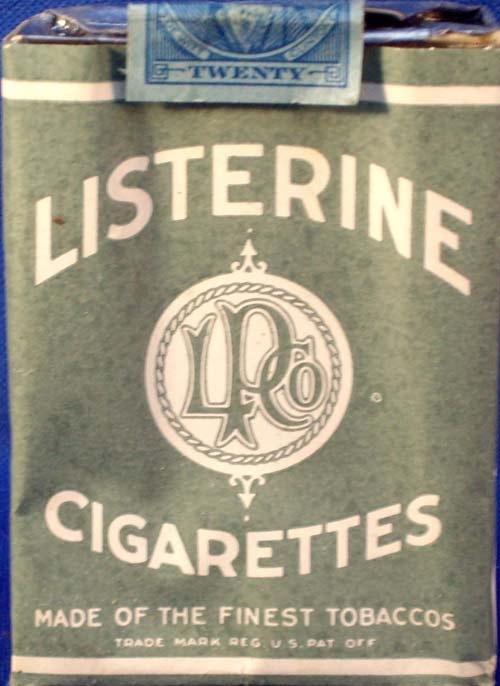 TWENTY
LISTERINE
LPCo
CIGARETTES
MADE OF THE FINEST TOBACCOS
TRADE MARK REG. U.S. PAT. OFF